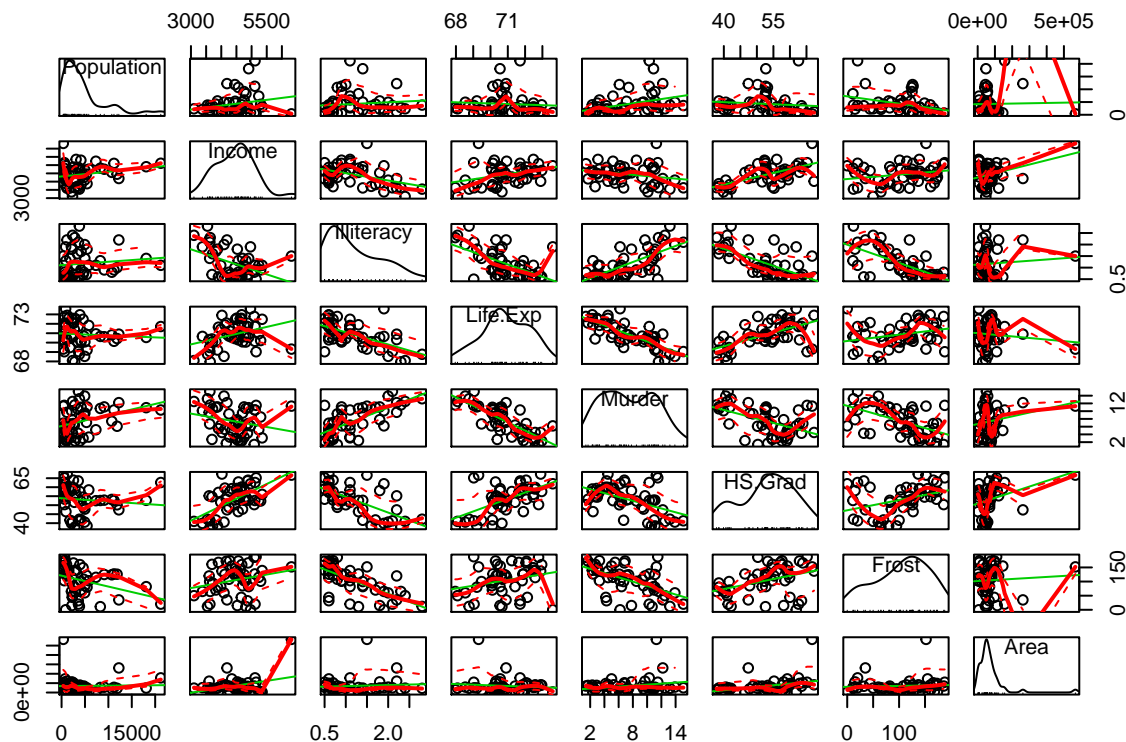 3000 5500 68 71 40 55 0e+00 5e+05
Population 0
Income 3000
Illiteracy 0.5
Life.Exp 73 68
Murder 12 2
HS.Grad 65 40
Frost 150 0
Area 0e+00
0 15000 0.5 2.0 2 8 14 0 100